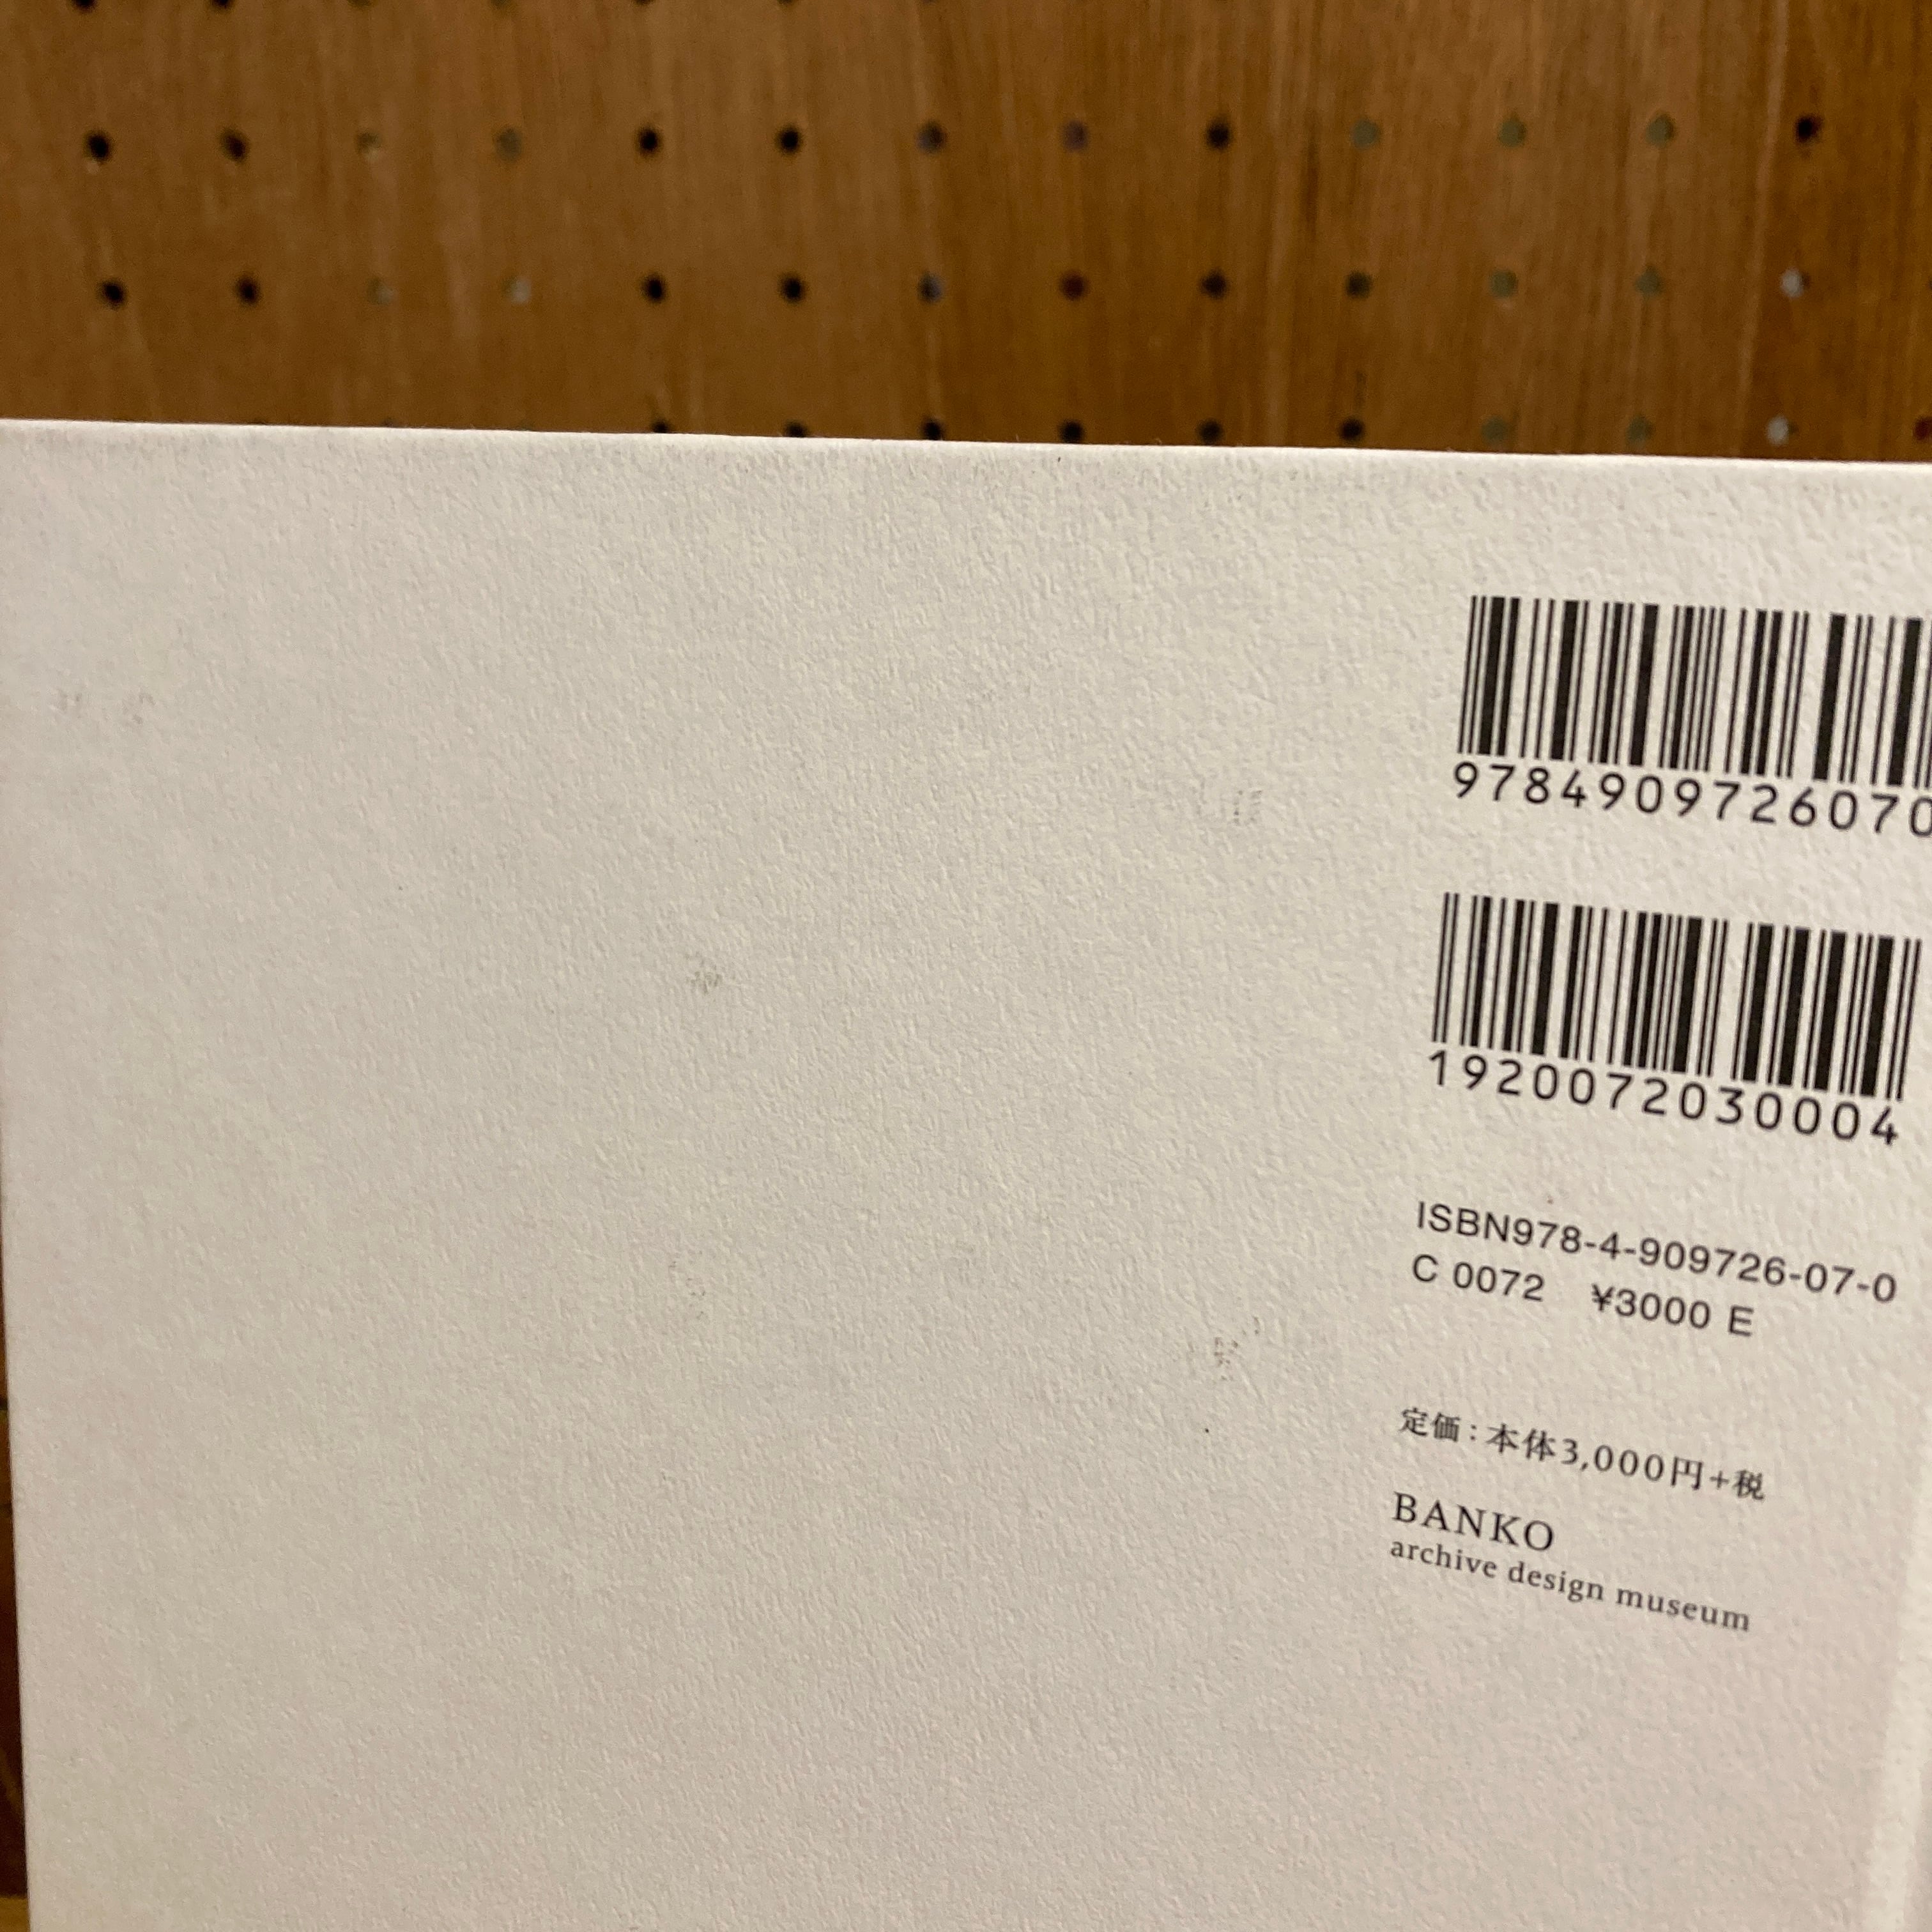 9784909726070
1920072030004
ISBN978-4-909726-07-0
C 0072　¥3000 E
定価：本体3,000円+税
BANKO
archive design museum